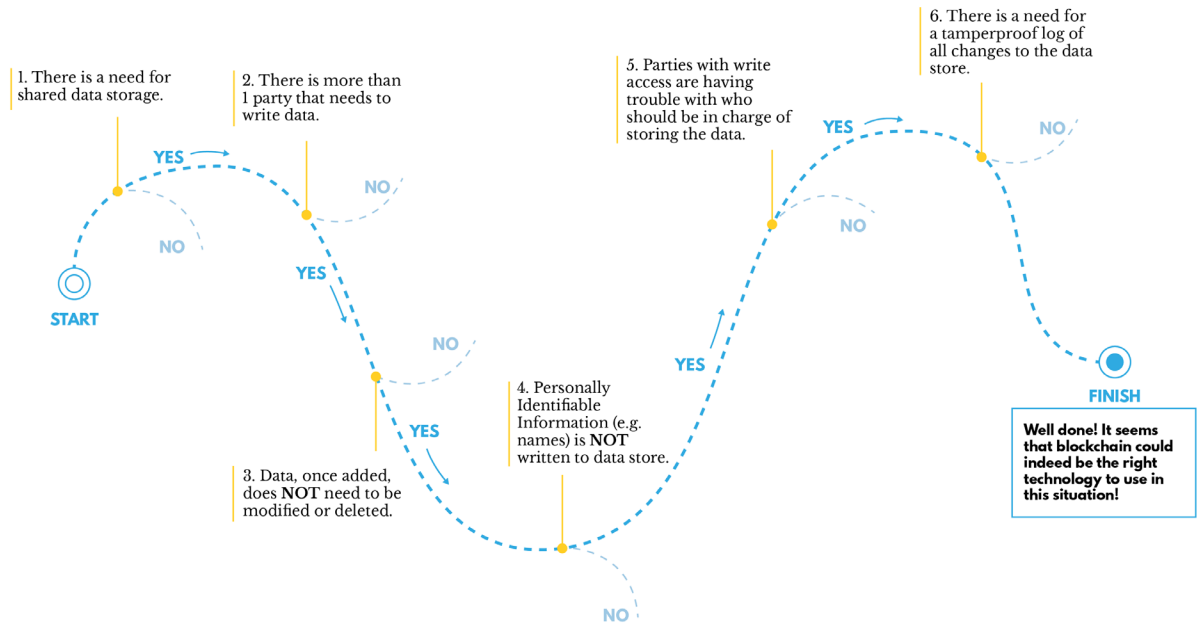 1. There is a need for
shared data storage.
YES
NO
START
2. There is more than
1 party that needs to
write data.
NO
YES
3. Data, once added,
does NOT need to be
modified or deleted.
NO
YES
4. Personally
Identifiable
Information (e.g.
names) is NOT
written to data store.
NO
YES
5. Parties with write
access are having
trouble with who
should be in charge of
storing the data.
NO
YES
6. There is a need for
a tamperproof log of
all changes to the data
store.
NO
FINISH
Well done! It seems
that blockchain could
indeed be the right
technology to use in
this situation!